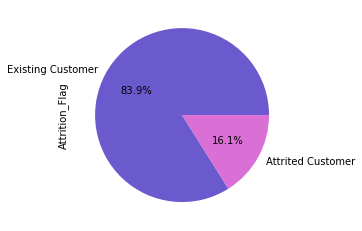 Existing Customer
83.9%
Attrition_Flag
16.1%
Attrited Customer